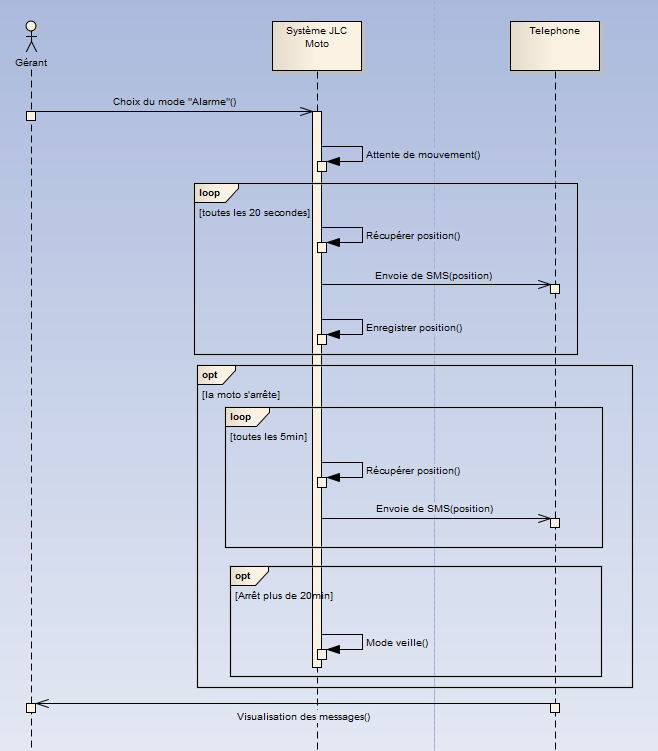 Système JLC
Moto
Telephone
Gérant
Choix du mode "Alarme"()
Attente de mouvement()
loop
[toutes les 20 secondes]
Récupérer position()
Envoie de SMS(position)
Enregistrer position()
opt
[la moto s'arrête]
loop
[toutes les 5min]
Récupérer position()
Envoie de SMS(position)
opt
[Arrêt plus de 20min]
Mode veille()
Visualisation des messages()